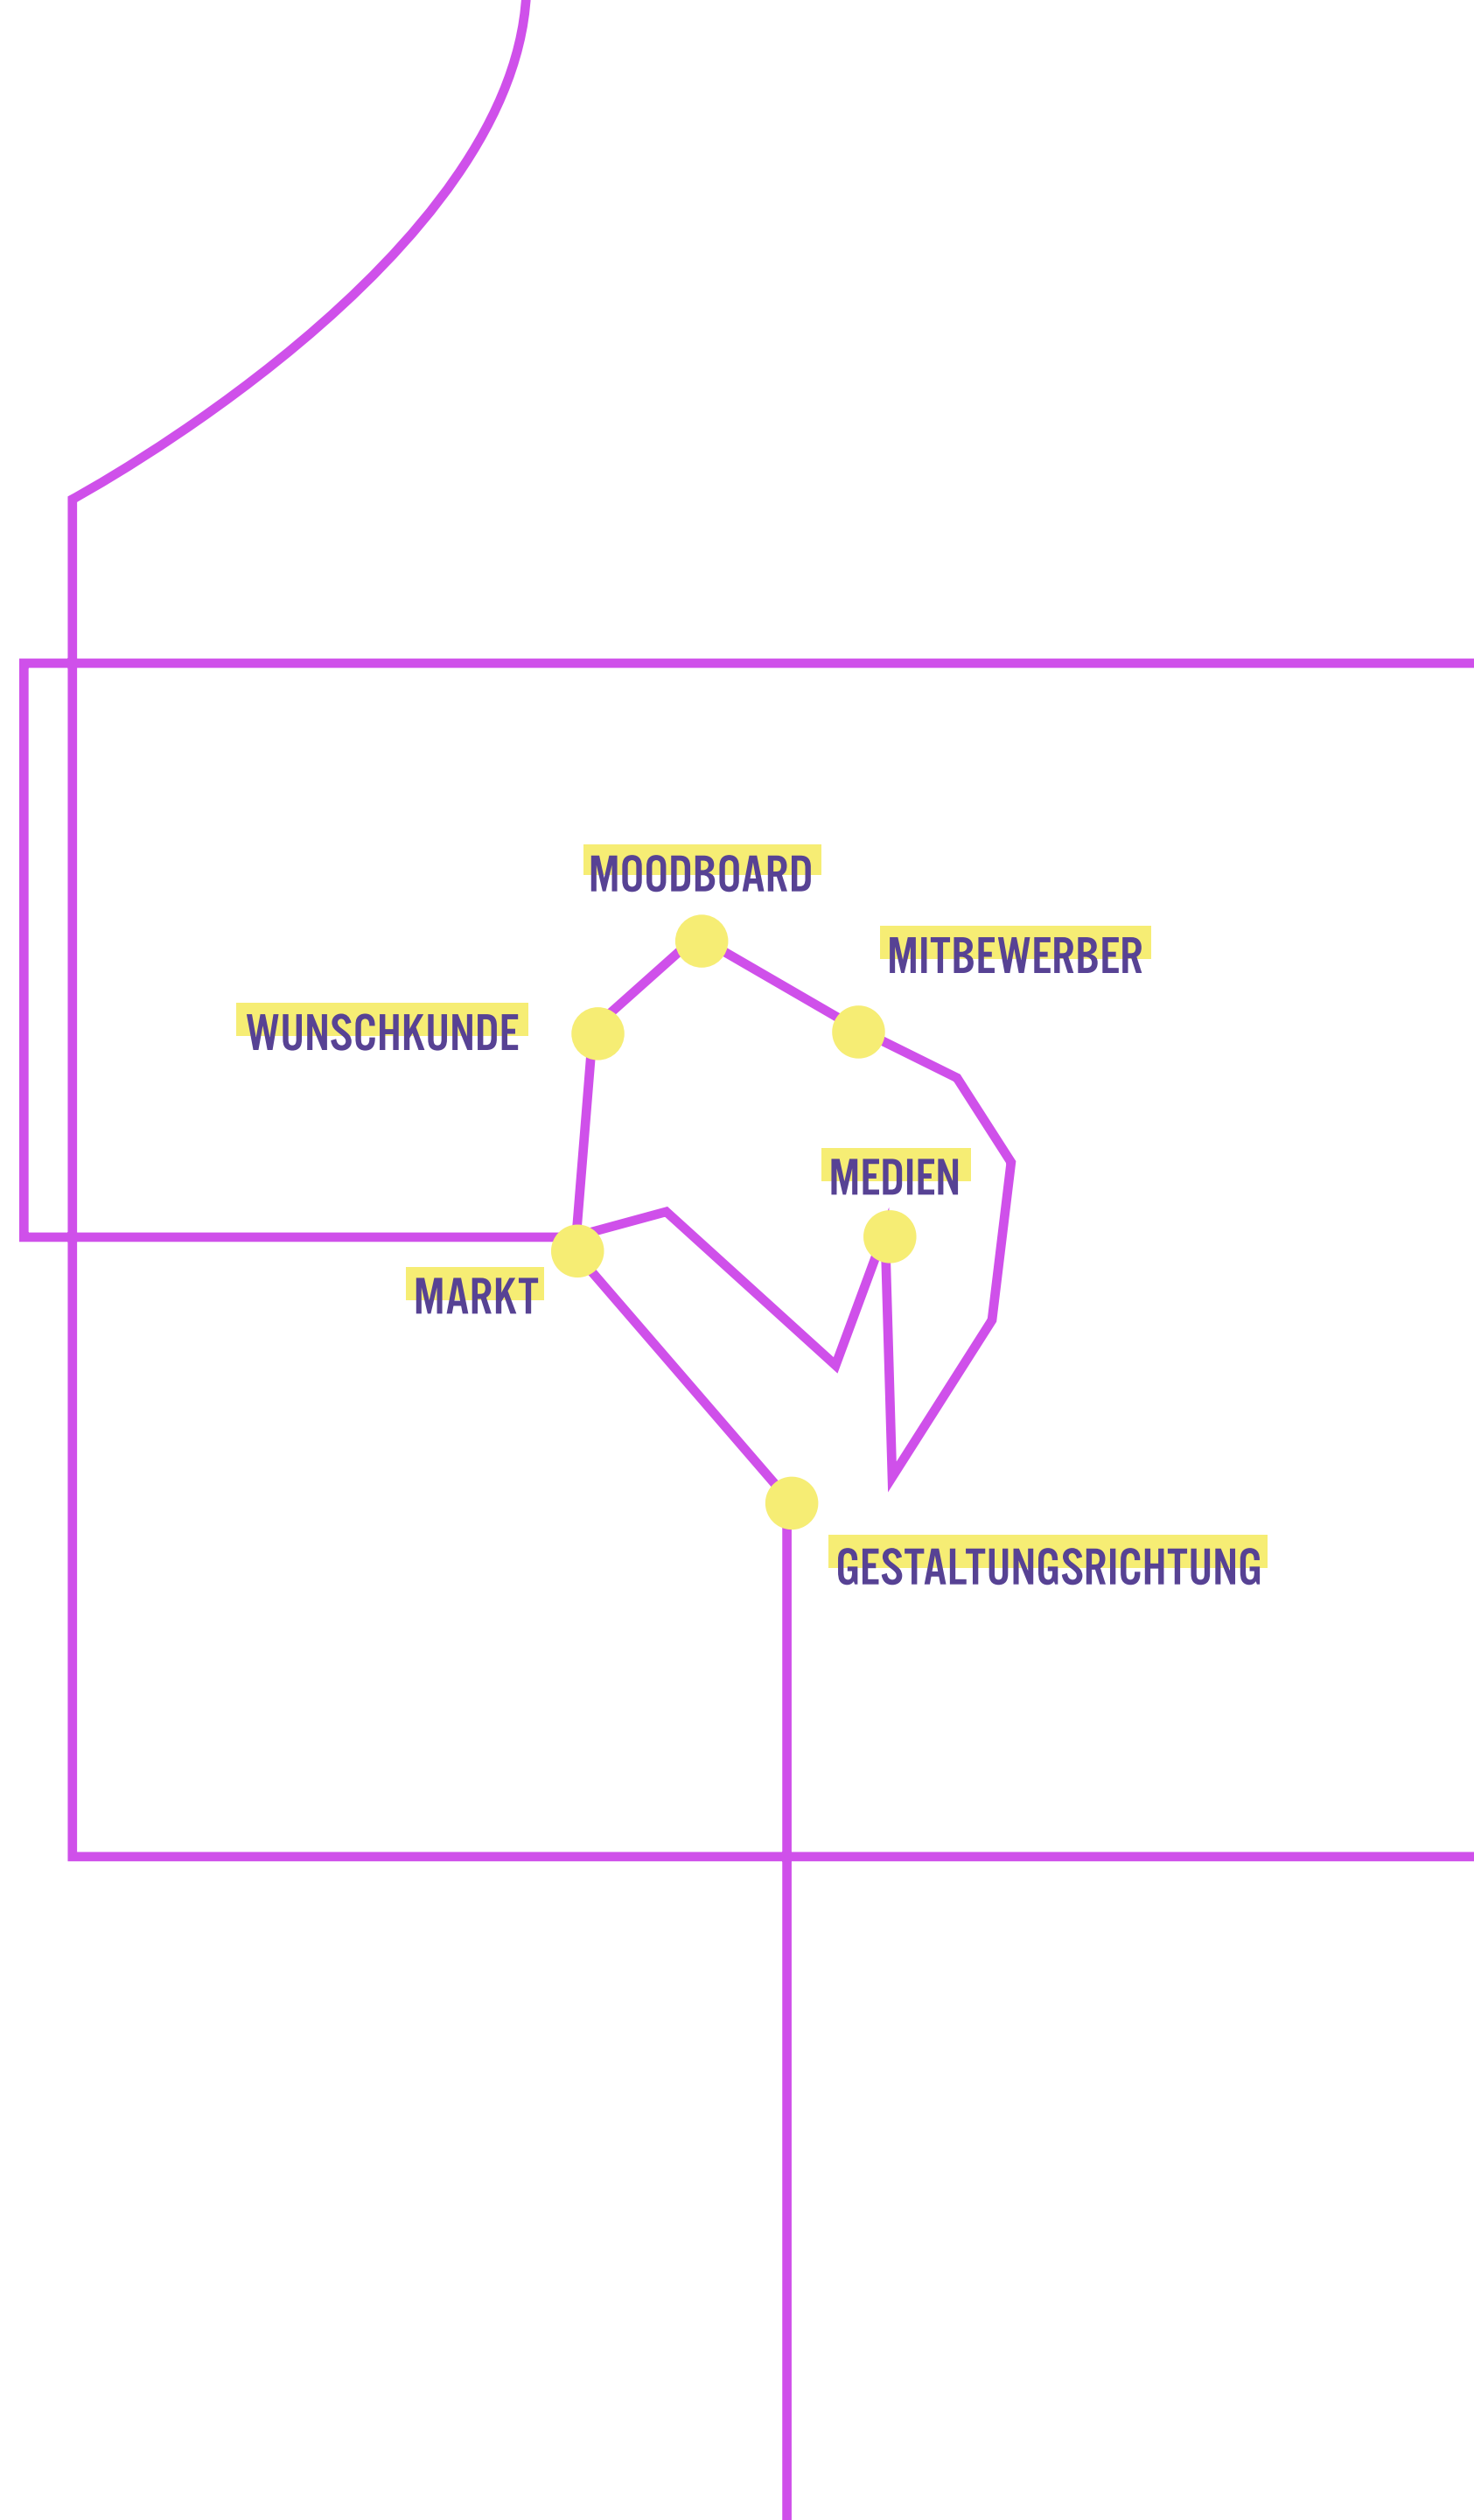 MOODBOARD
MITBEWERBER
WUNSCHKUNDE
MEDIEN
MARKT
GESTALTUNGSRICHTUNG